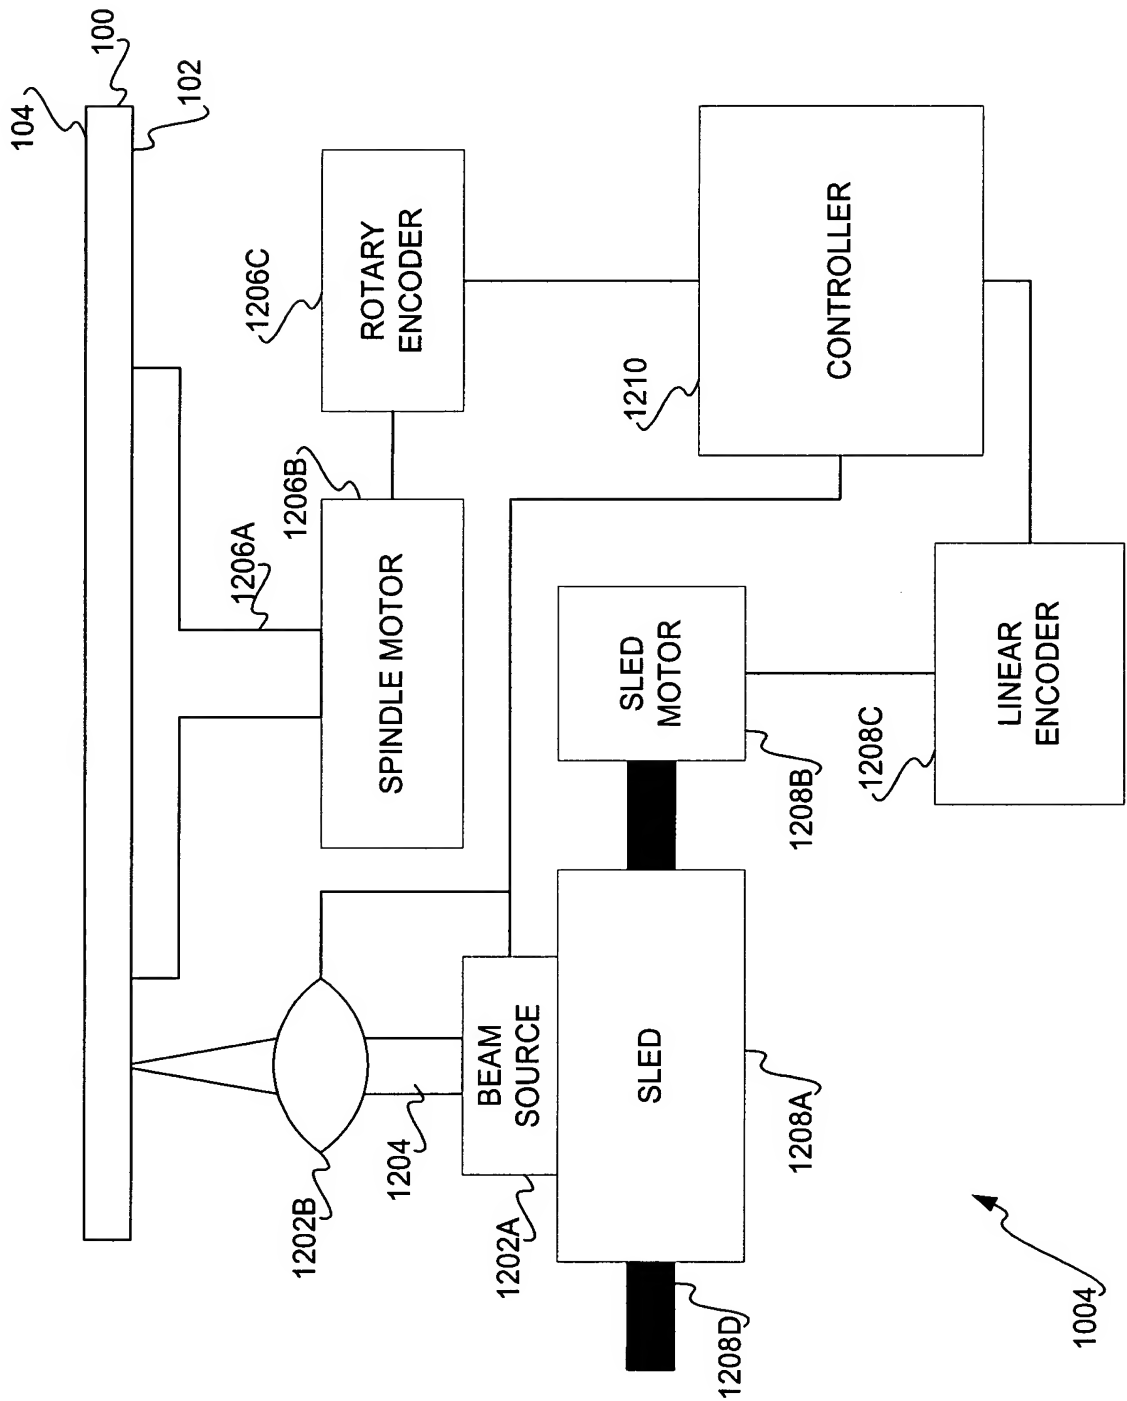 104
100
102
1206C
ROTARY
ENCODER
1206A
1206B
SPINDLE MOTOR
1210
CONTROLLER
1202B
1204
1202A
BEAM
SOURCE
SLED
MOTOR
1208B
1208C
LINEAR
ENCODER
SLED
1208A
1208D
1004